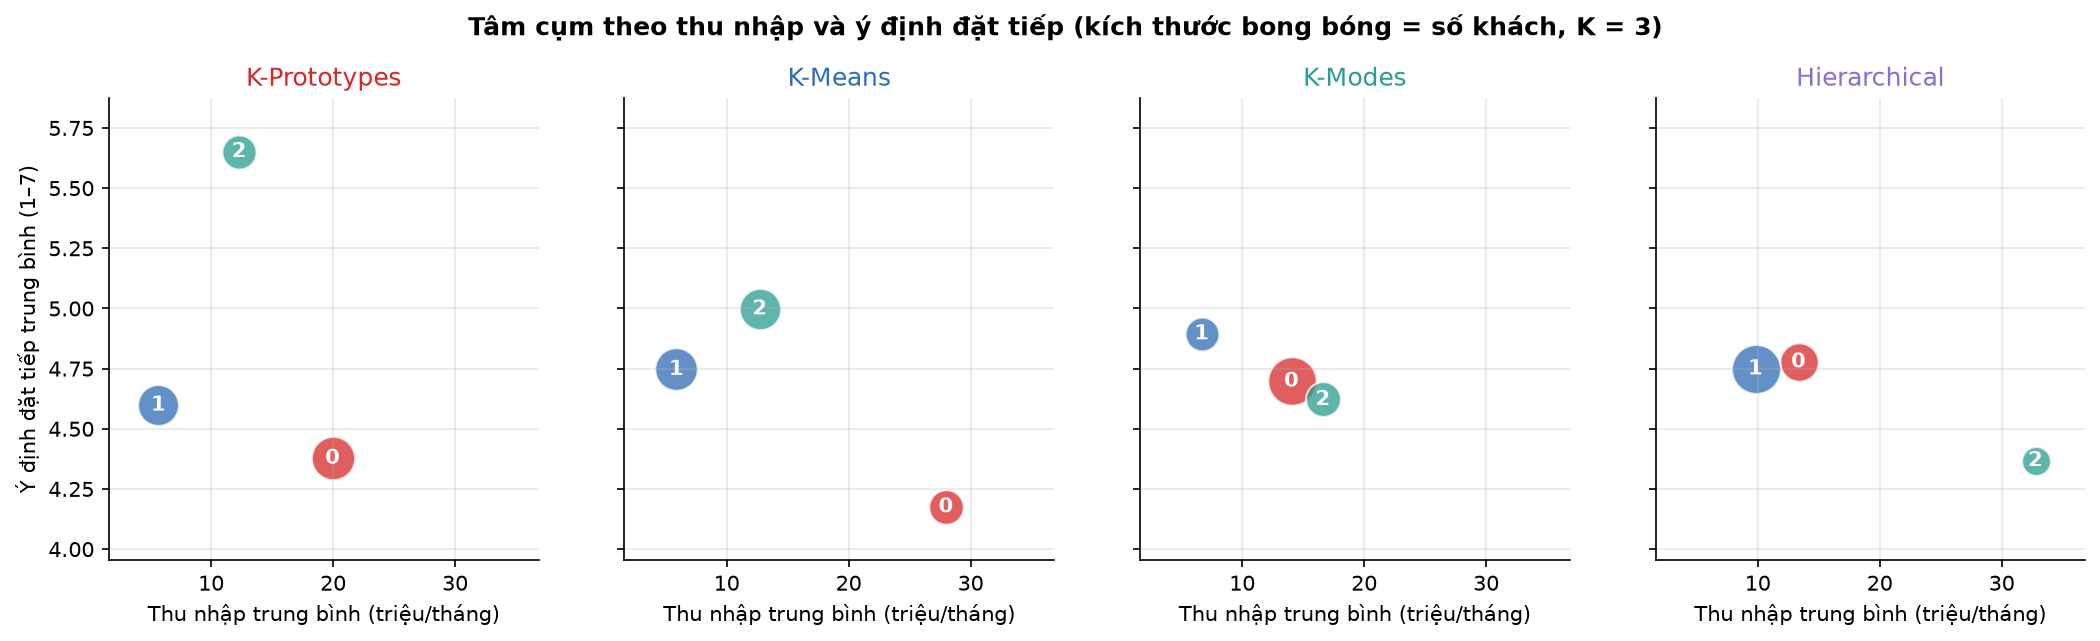 Tâm cụm theo thu nhập và ý định đặt tiếp (kích thước bong bóng = số khách, K = 3)
K-Prototypes
K-Means
K-Modes
Hierarchical
Ý định đặt tiếp trung bình (1–7)
5.75
5.50
5.25
5.00
4.75
4.50
4.25
4.00
2
1
0
10 20 30
Thu nhập trung bình (triệu/tháng)
2
1
0
10 20 30
Thu nhập trung bình (triệu/tháng)
1
0
2
10 20 30
Thu nhập trung bình (triệu/tháng)
1
0
2
10 20 30
Thu nhập trung bình (triệu/tháng)